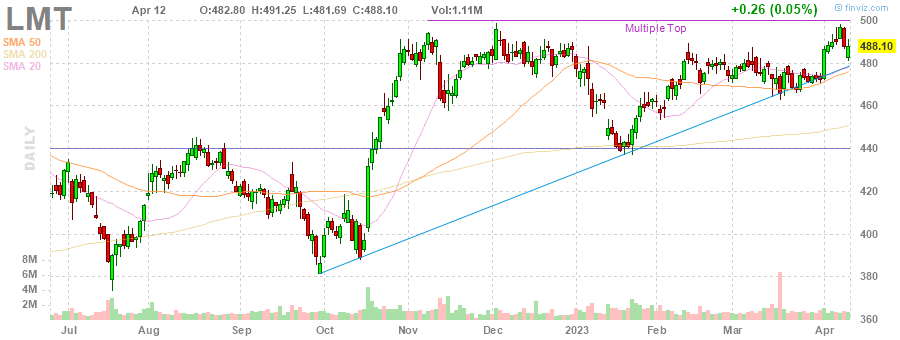 LMT
Apr 12 O:482.80 H:491.25 L:481.69 C:488.10 Vol:1.11M +0.26 (0.05%) © finviz.com
SMA 50
SMA 200
SMA 20
Multiple Top
DAILY
500
488.10
480
460
440
420
400
380
360
8M
6M
4M
2M
Jul Aug Sep Oct Nov Dec 2023 Feb Mar Apr